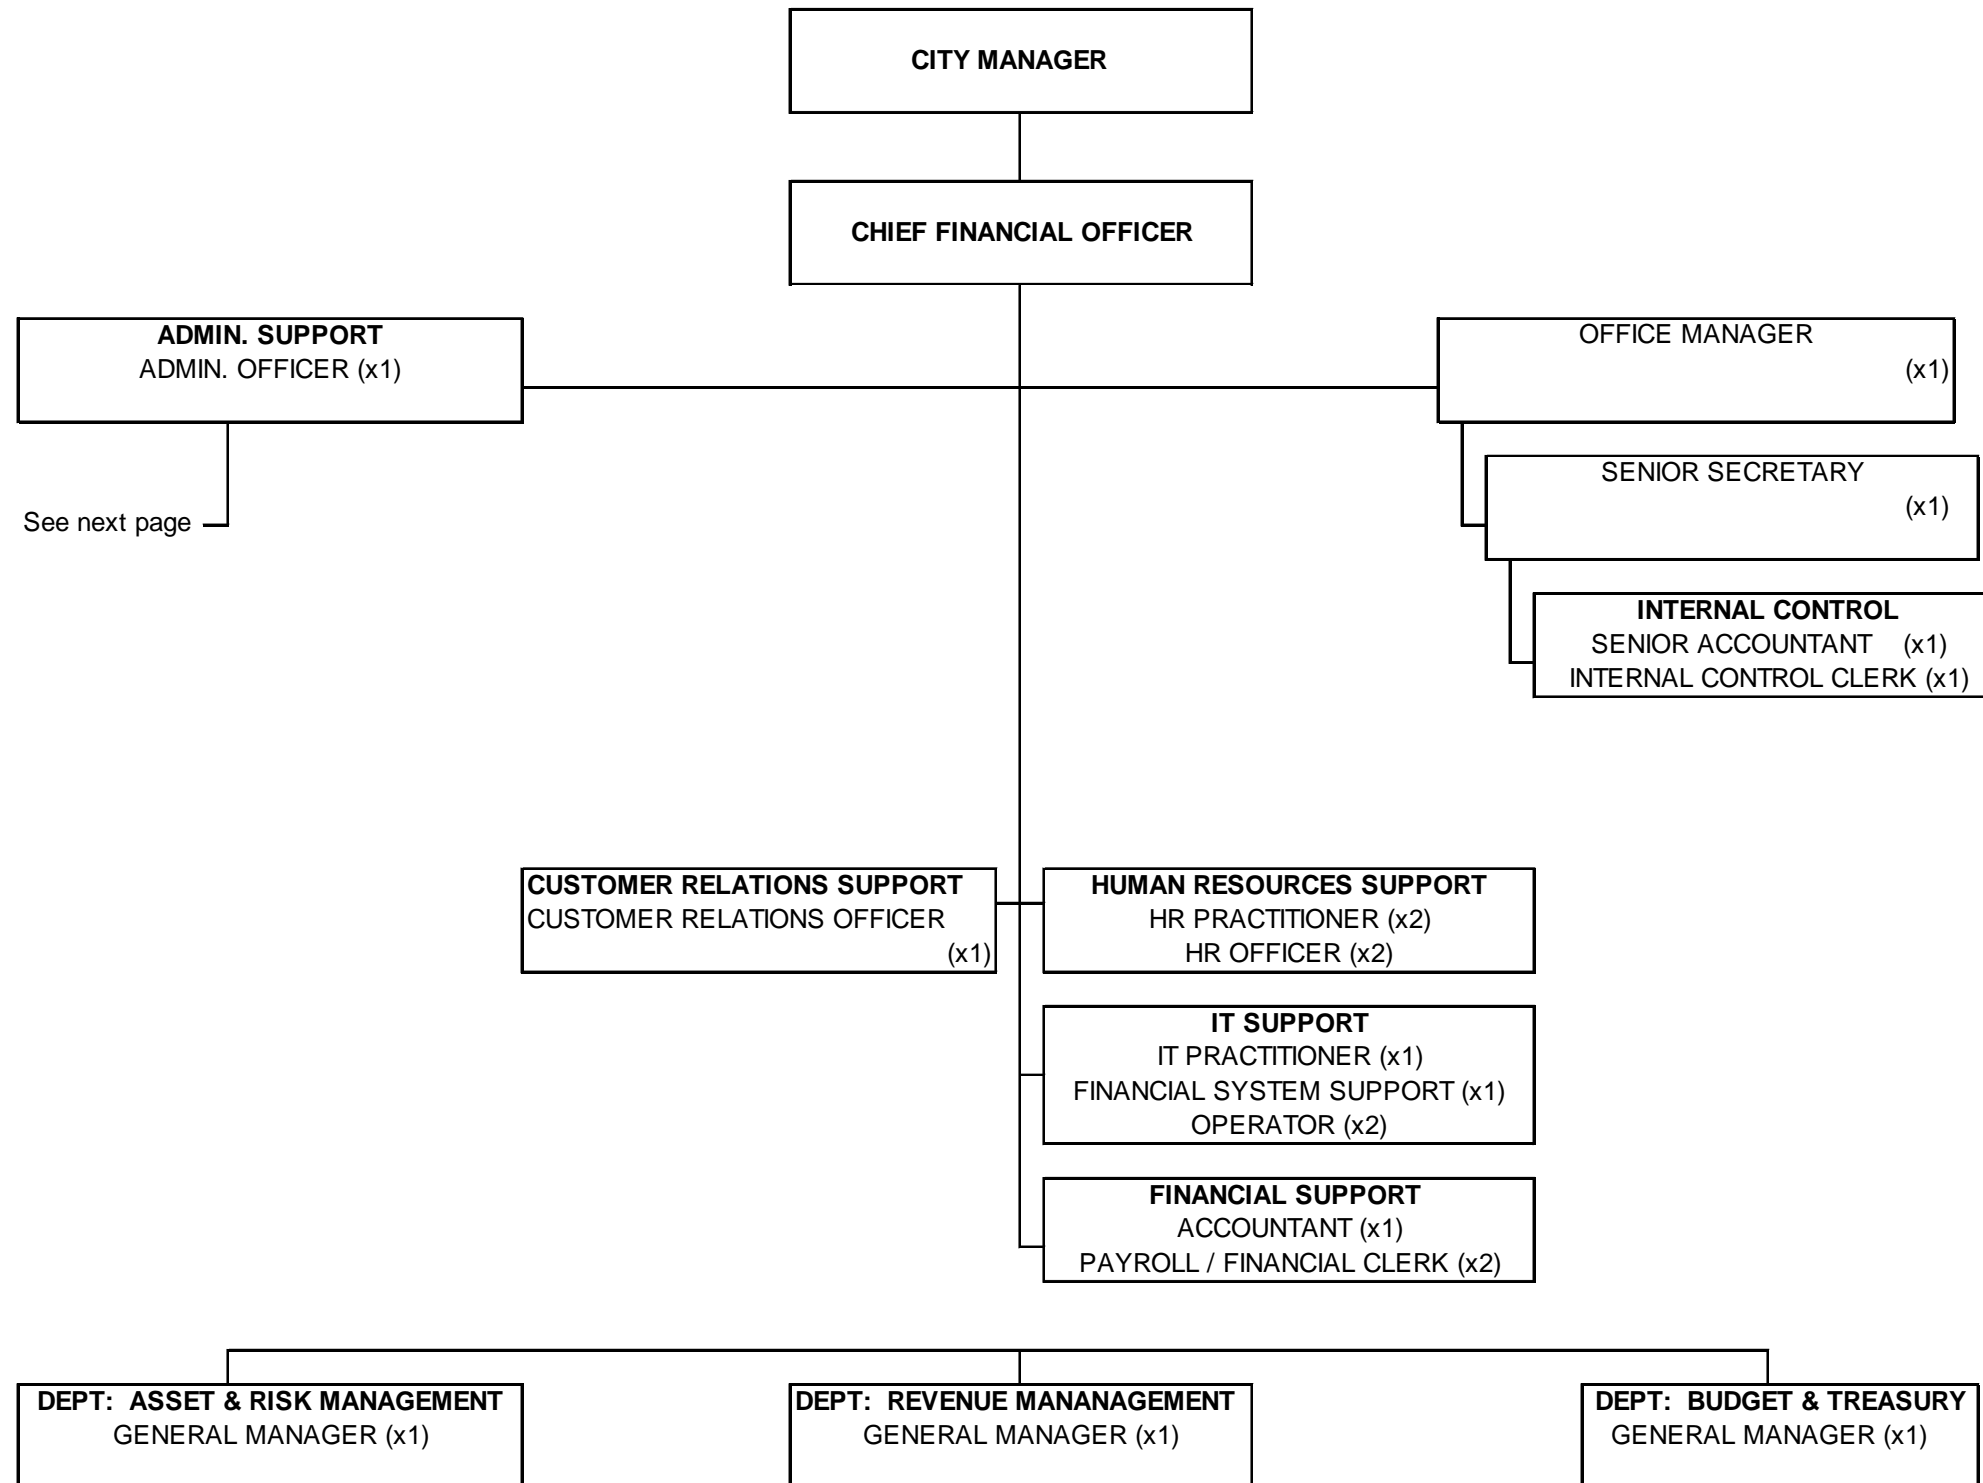 CITY MANAGER
CHIEF FINANCIAL OFFICER
ADMIN. SUPPORT
ADMIN. OFFICER (x1)
See next page
OFFICE MANAGER
(x1)
SENIOR SECRETARY
(x1)
INTERNAL CONTROL
SENIOR ACCOUNTANT (x1)
INTERNAL CONTROL CLERK (x1)
CUSTOMER RELATIONS SUPPORT
CUSTOMER RELATIONS OFFICER
(x1)
HUMAN RESOURCES SUPPORT
HR PRACTITIONER (x2)
HR OFFICER (x2)
IT SUPPORT
IT PRACTITIONER (x1)
FINANCIAL SYSTEM SUPPORT (x1)
OPERATOR (x2)
FINANCIAL SUPPORT
ACCOUNTANT (x1)
PAYROLL / FINANCIAL CLERK (x2)
DEPT: ASSET & RISK MANAGEMENT
GENERAL MANAGER (x1)
DEPT: REVENUE MANANAGEMENT
GENERAL MANAGER (x1)
DEPT: BUDGET & TREASURY
GENERAL MANAGER (x1)